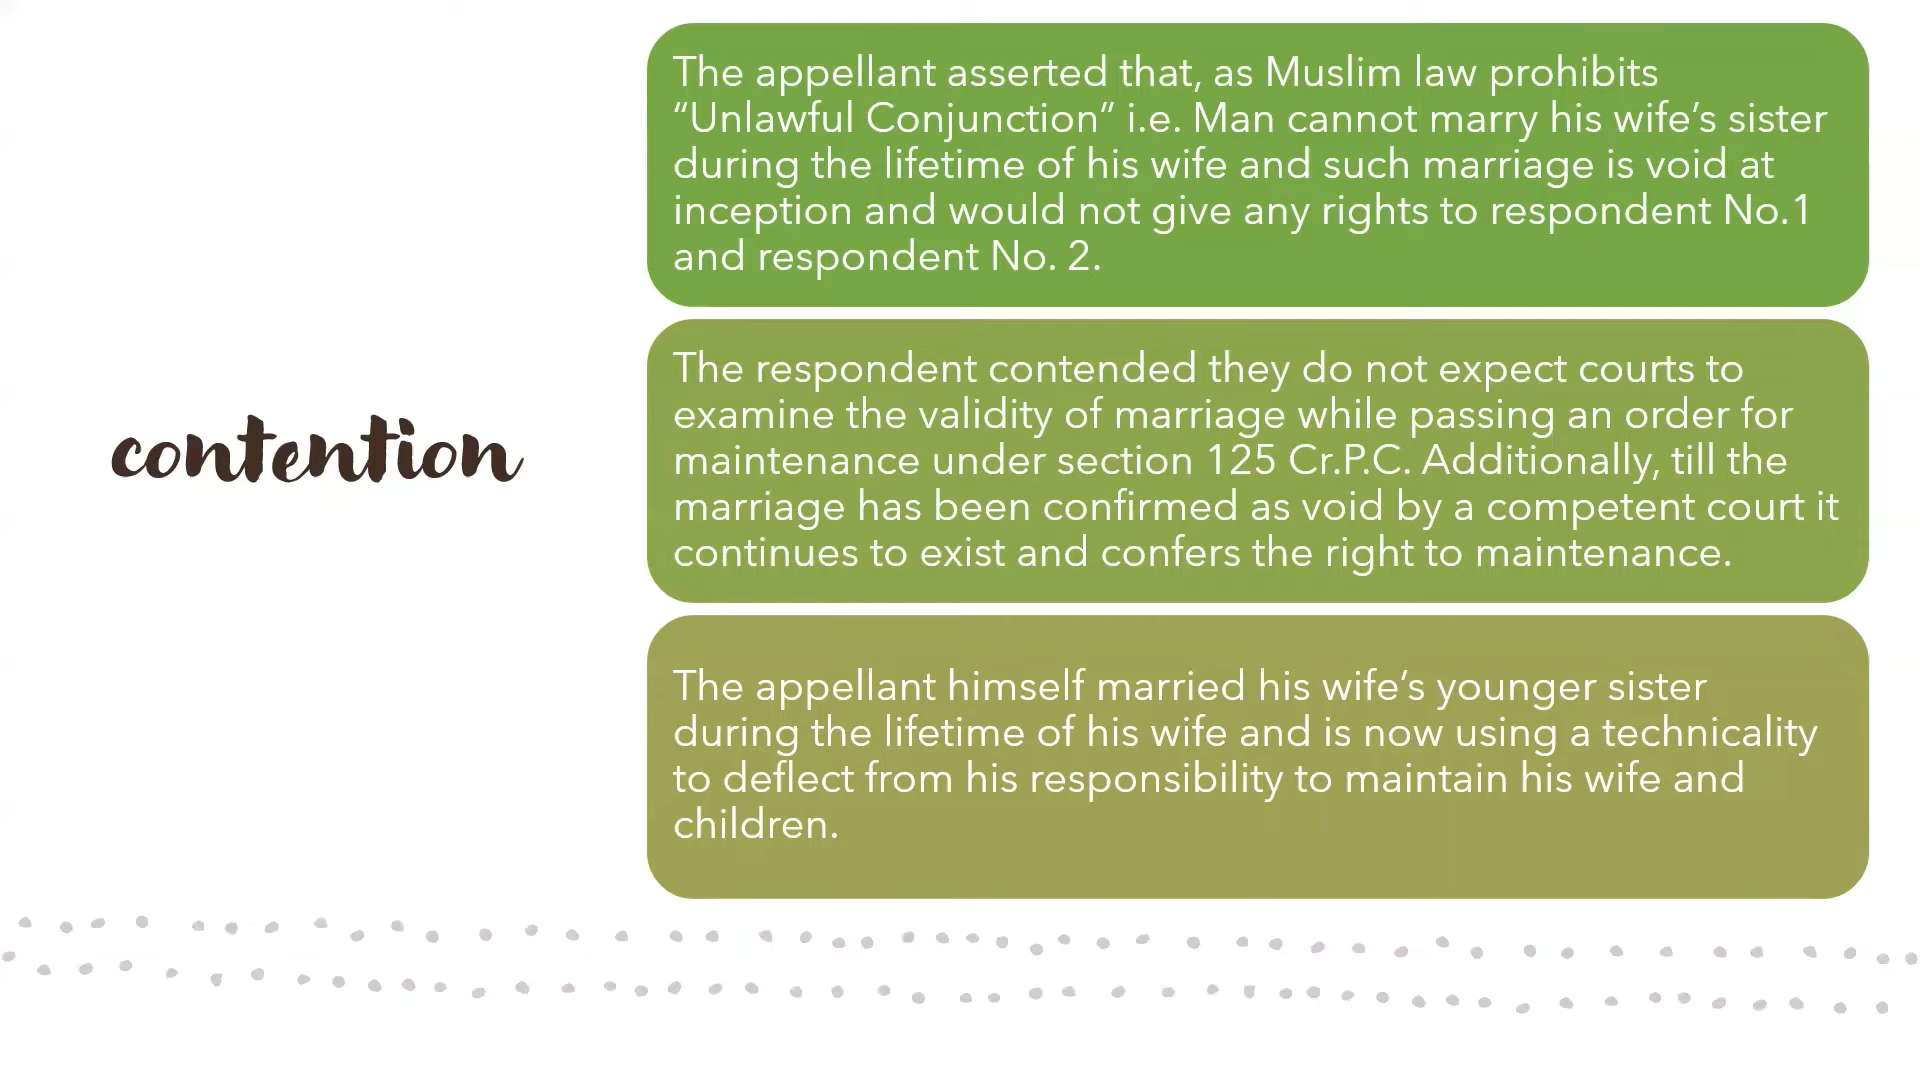 contention
The appellant asserted that, as Muslim law prohibits
“Unlawful Conjunction” i.e. Man cannot marry his wife’s sister
during the lifetime of his wife and such marriage is void at
inception and would not give any rights to respondent No.1
and respondent No. 2.
The respondent contended they do not expect courts to
examine the validity of marriage while passing an order for
maintenance under section 125 Cr.P.C. Additionally, till the
marriage has been confirmed as void by a competent court it
continues to exist and confers the right to maintenance.
The appellant himself married his wife’s younger sister
during the lifetime of his wife and is now using a technicality
to deflect from his responsibility to maintain his wife and
children.